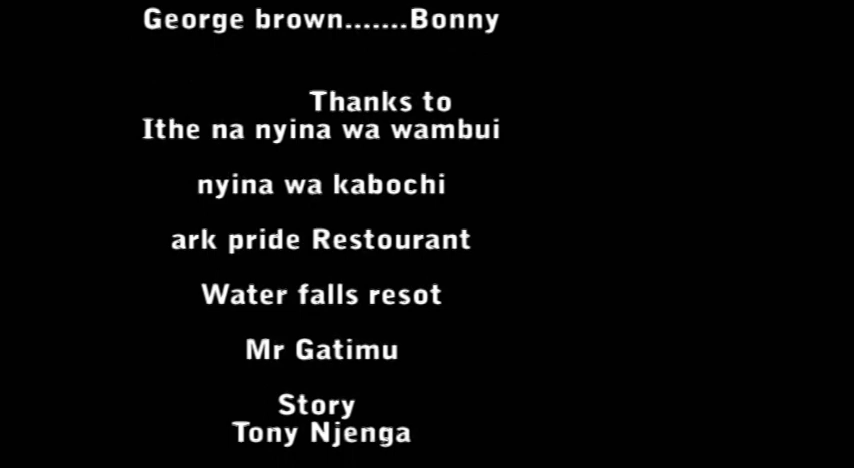 George brown.......Bonny
Thanks to
Ithe na nyina wa wambui
nyina wa kabochi
ark pride Restourant
Water falls resot
Mr Gatimu
Story
Tony Njenga